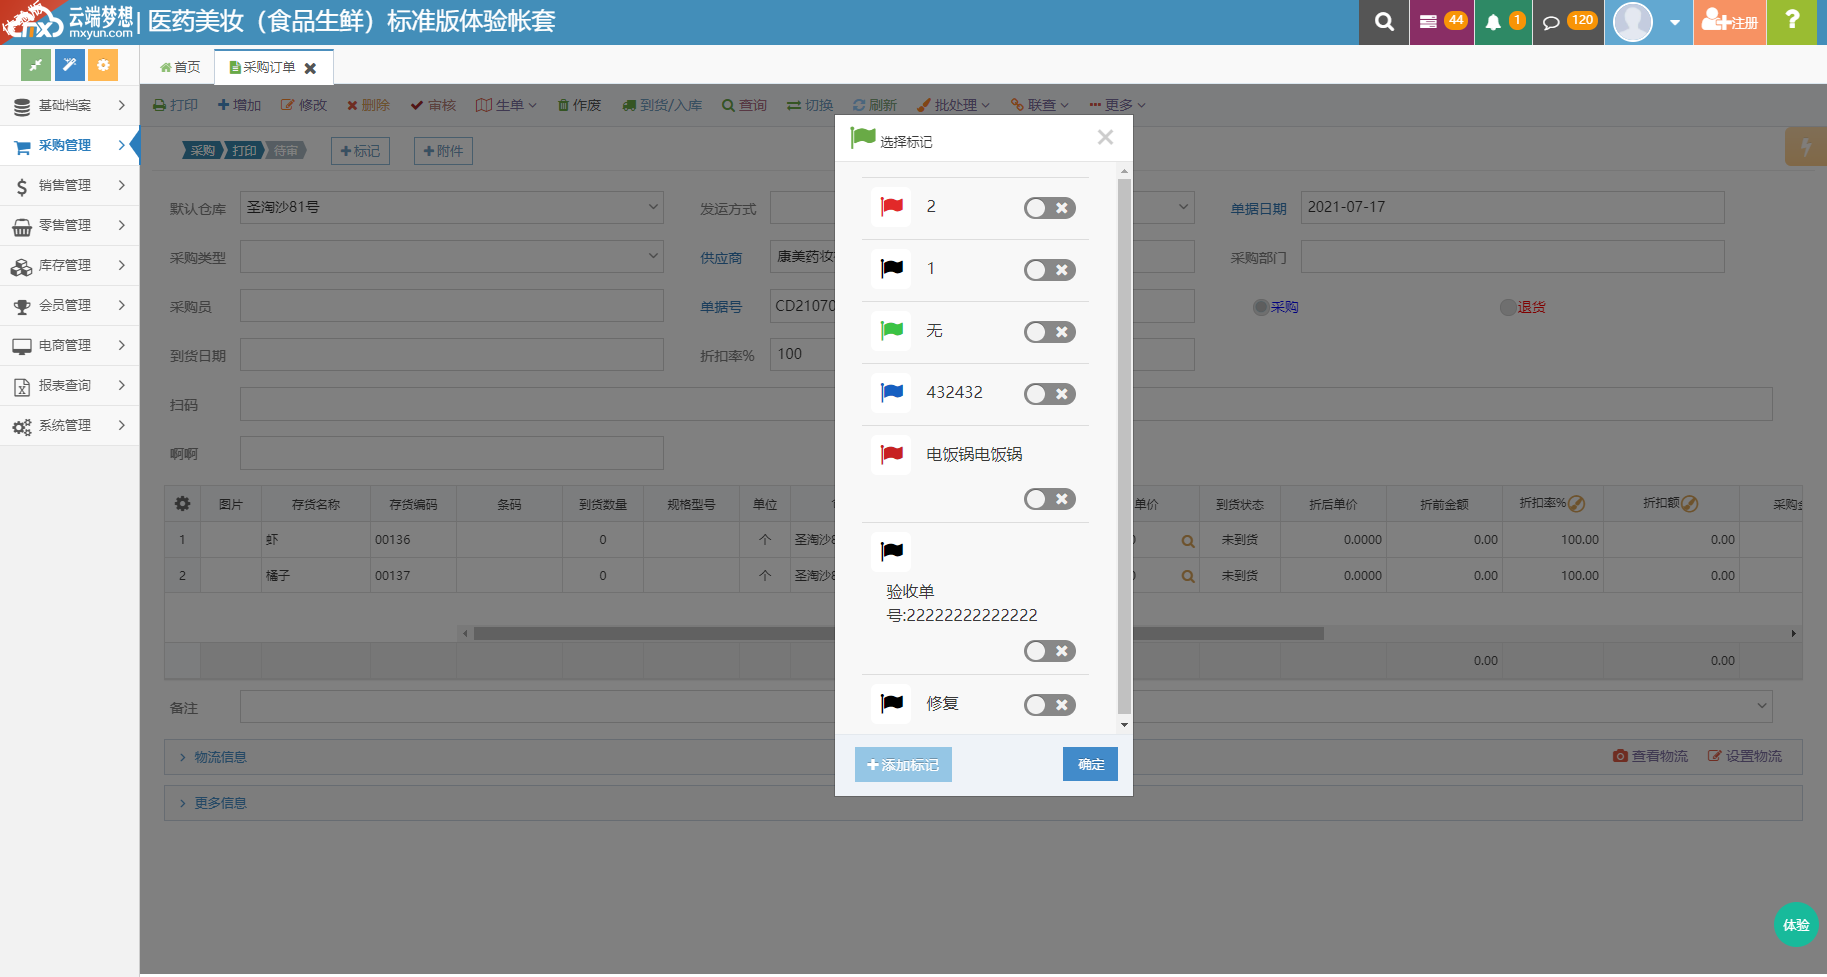 体验版
云端梦想
mxyun.com
医药美妆（食品生鲜）标准版体验帐套
44
1
120
注册
?
首页
采购订单
基础档案
采购管理
销售管理
零售管理
库存管理
会员管理
电商管理
报表查询
系统管理
打印
增加
修改
删除
审核
生单
作废
到货/入库
查询
切换
刷新
批处理
联查
更多
采购
打印
待审
标记
附件
默认仓库
圣淘沙81号
发运方式
单据日期
2021-07-17
采购类型
供应商
康美药妆
采购部门
采购员
单据号
CD21070
采购
退货
到货日期
折扣率%
100
扫码
啊啊
图片 存货名称 存货编码 条码 到货数量 规格型号 单位 单价 到货状态 折后单价 折前金额 折扣率% 折扣额 采购
1 虾 00136 0 个 圣淘沙 未到货 0.0000 0.00 100.00 0.00
2 橘子 00137 0 个 圣淘沙 未到货 0.0000 0.00 100.00 0.00
0.00 0.00
备注
物流信息
查看物流
设置物流
更多信息
选择标记
2
1
无
432432
电饭锅电饭锅
验收单
号:22222222222222
修复
添加标记
确定
体验